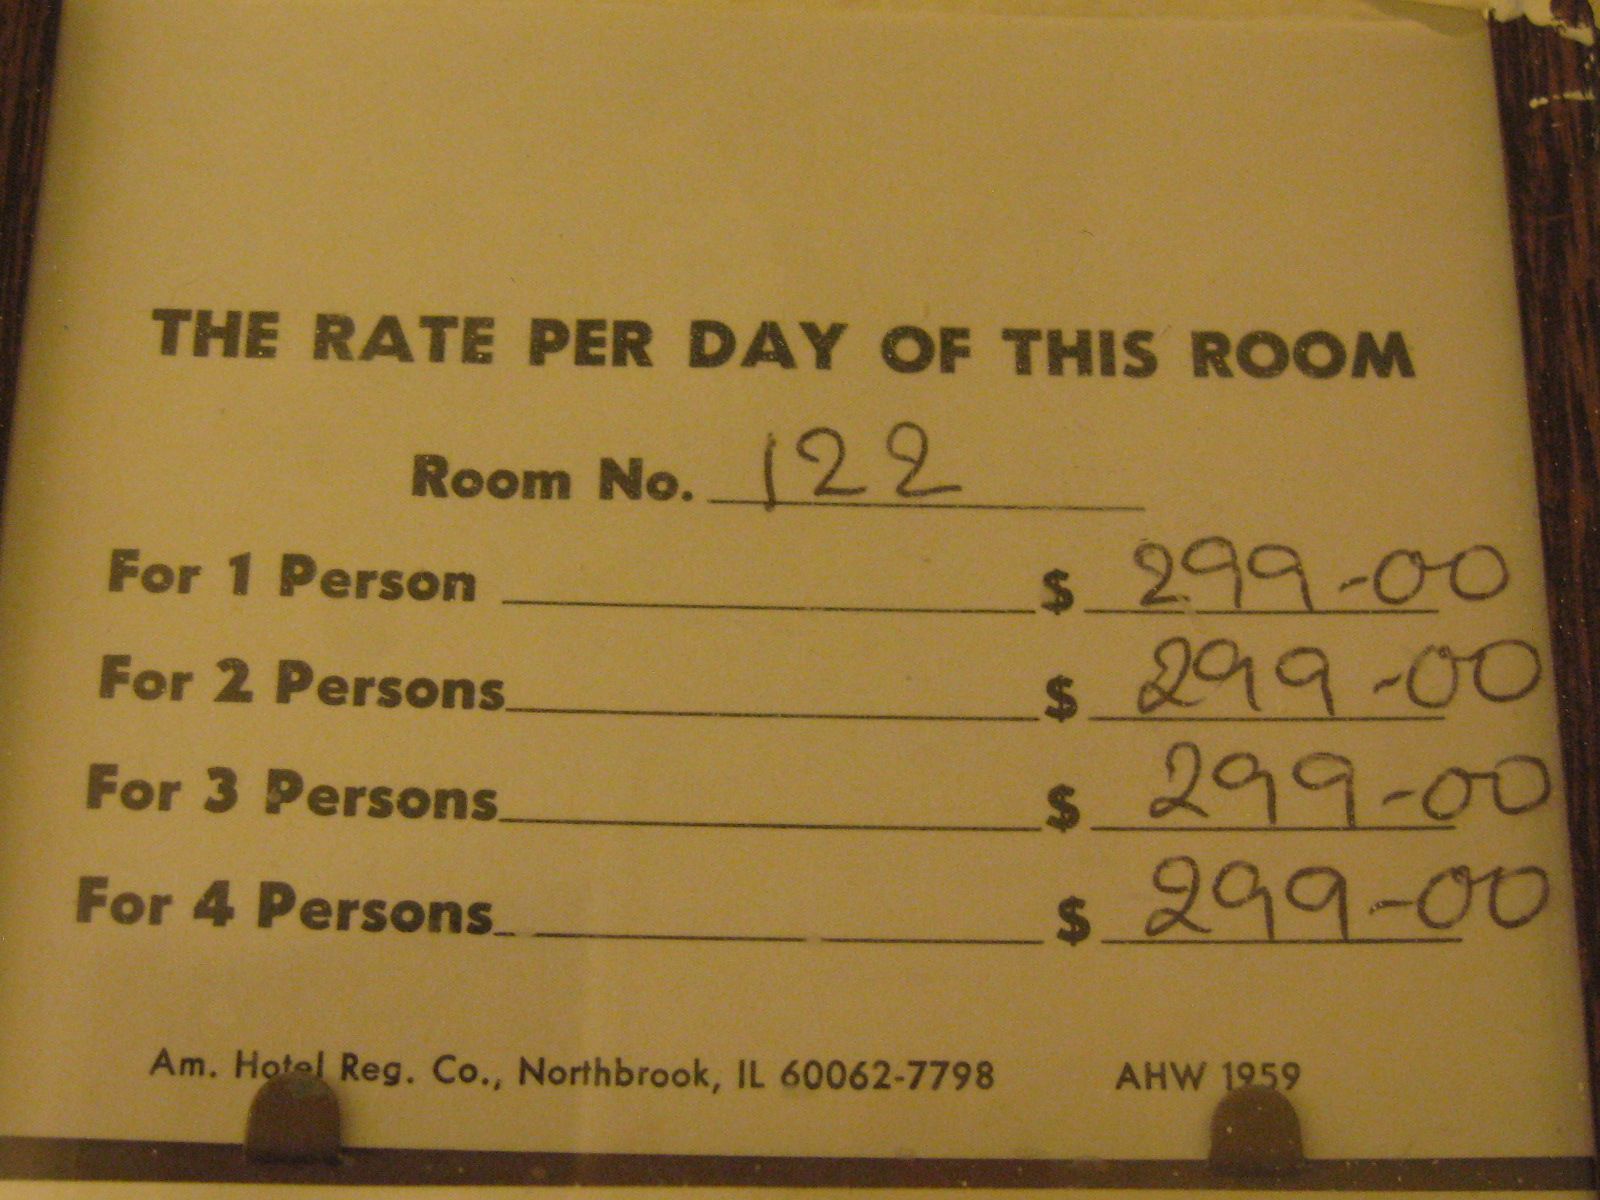 THE RATE PER DAY OF THIS ROOM
Room No. 122
For 1 Person $ 299-00
For 2 Persons $ 299-00
For 3 Persons $ 299-00
For 4 Persons $ 299-00
Am. Hotel Reg. Co., Northbrook, IL 60062-7798 AHW 1959